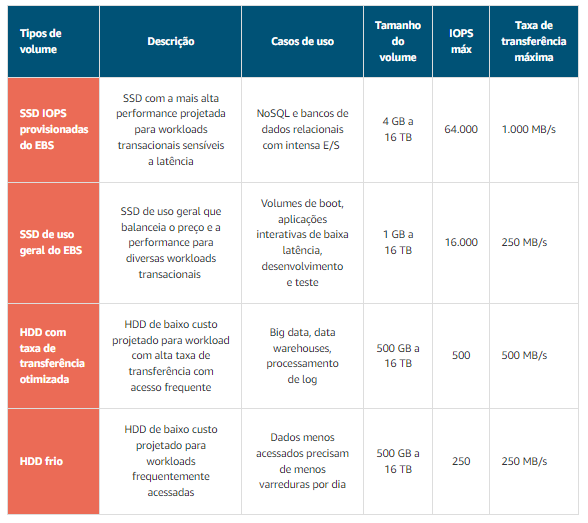 Tipos de
volume
Descrição
Casos de uso
Tamanho
do
volume
IOPS
máx
Taxa de
transferência
máxima
SSD IOPS
provisionadas
do EBS
SSD com a mais alta
performance projetada
para workloads
transacionais sensíveis
a latência
NoSQL e bancos de
dados relacionais
com intensa E/S
4 GB a
16 TB
64.000
1.000 MB/s
SSD de uso
geral do EBS
SSD de uso geral que
balanceia o preço e a
performance para
diversas workloads
transacionais
Volumes de boot,
aplicações
interativas de baixa
latência,
desenvolvimento
e teste
1 GB a
16 TB
16.000
250 MB/s
HDD com
taxa de
transferência
otimizada
HDD de baixo custo
projetado para workload
com alta taxa de
transferência com
acesso frequente
Big data, data
warehouses,
processamento
de log
500 GB a
16 TB
500
500 MB/s
HDD frio
HDD de baixo custo
projetado para
workloads
frequentemente
acessadas
Dados menos
acessados precisam
de menos
varreduras por dia
500 GB a
16 TB
250
250 MB/s